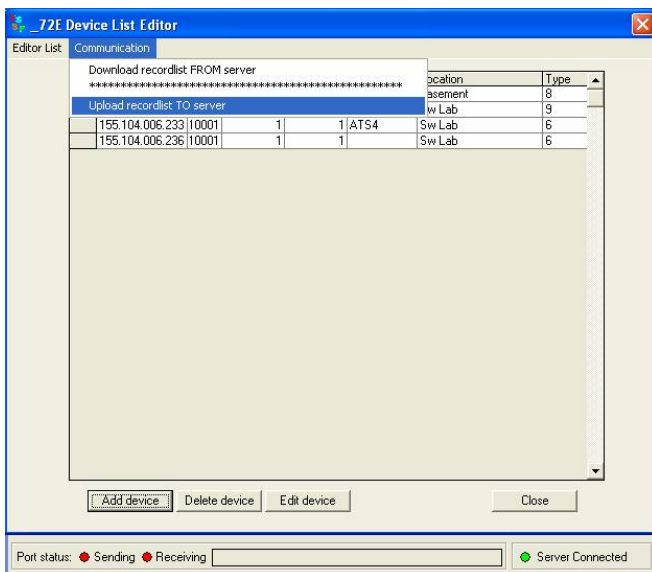 _72E Device List Editor
Editor List Communication
Download recordlist FROM server
**************************************************
Upload recordlist TO server
ocation Type
asement 8
w Lab 9
155.104.006.233 10001 1 1 ATS4 Sw Lab 6
155.104.006.236 10001 1 1 Sw Lab 6
Add device Delete device Edit device Close
Port status: Sending Receiving Server Connected